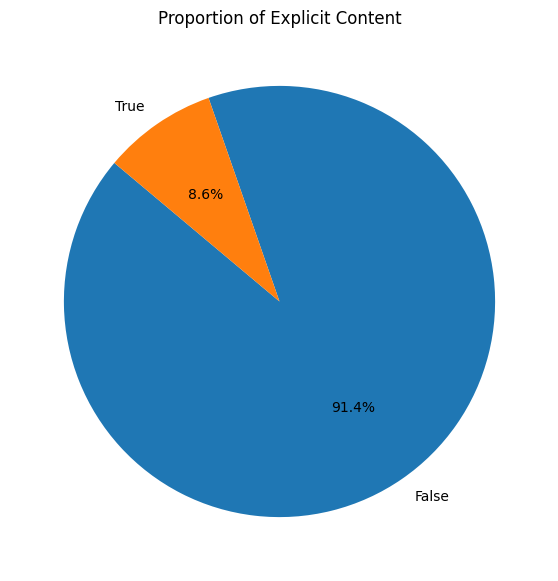 Proportion of Explicit Content
True
8.6%
91.4%
False